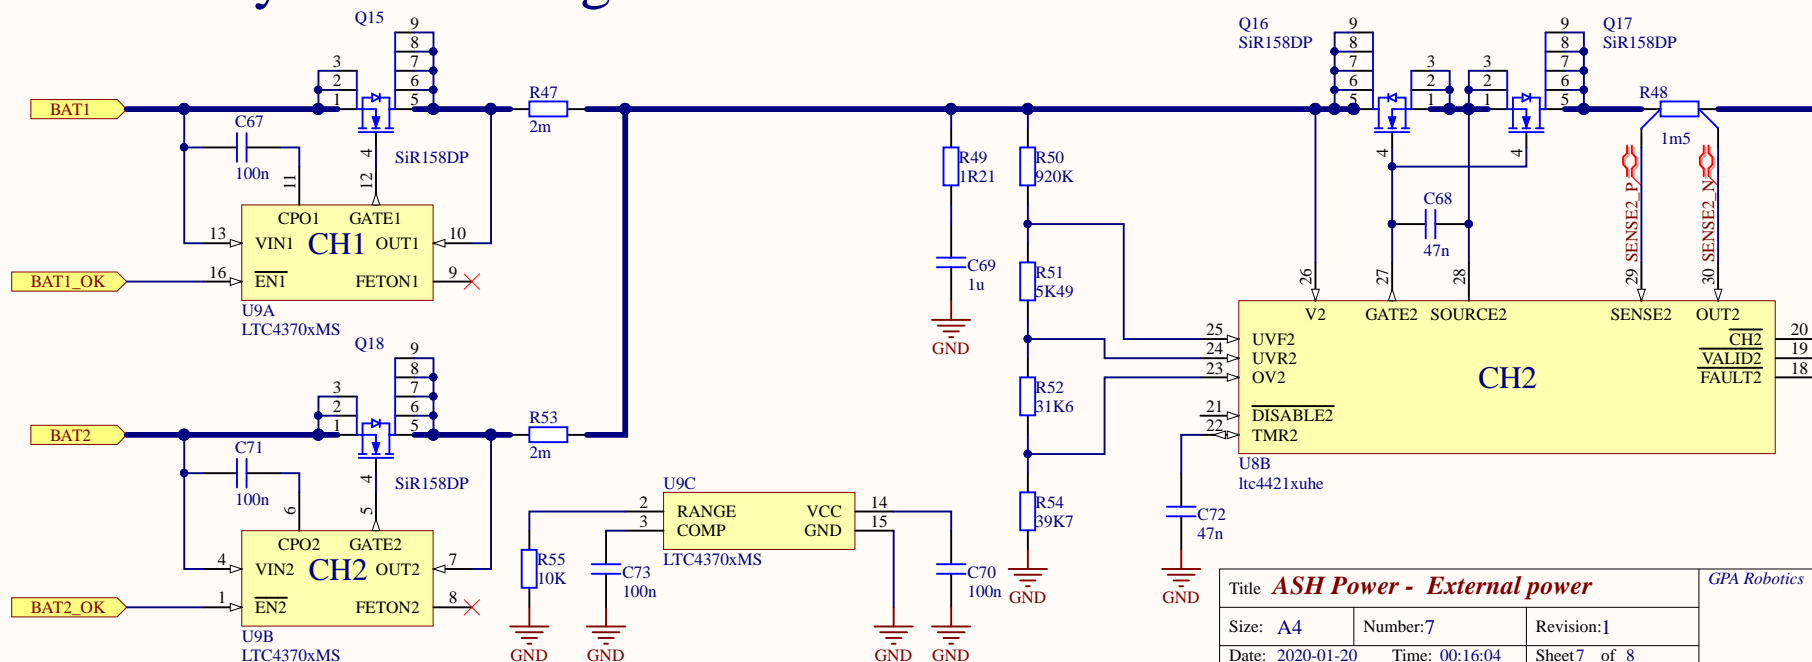 Q15
SiR158DP
BAT1
C67
100n
R47
2m
9
8
7
6
5
3
2
1
4
11
12
CPO1
GATE1
13
VIN1
CH1
OUT1
10
BAT1_OK
16
EN1
FETON1
9
U9A
LTC4370xMS
Q18
SiR158DP
9
8
7
6
5
3
2
1
4
BAT2
C71
100n
R53
2m
6
5
CPO2
GATE2
4
VIN2
CH2
OUT2
7
BAT2_OK
1
EN2
FETON2
8
U9B
LTC4370xMS
U9C
2
RANGE
VCC
14
3
COMP
GND
15
LTC4370xMS
R55
10K
C73
100n
C70
100n
GND
GND
GND
GND
R49
1R21
C69
1u
GND
R50
920K
R51
5K49
R52
31K6
R54
39K7
GND
Q16
SiR158DP
9
8
7
6
5
3
2
1
4
Q17
SiR158DP
9
8
7
6
5
3
2
1
4
R48
1m5
C68
47n
SENSE2_P
SENSE2_N
26
27
28
29
30
V2
GATE2
SOURCE2
SENSE2
OUT2
25
UVF2
24
UVR2
23
OV2
21
DISABLE2
22
TMR2
CH2
CH2
20
VALID2
19
FAULT2
18
U8B
ltc4421xuhe
C72
47n
GND
Title ASH Power - External power
GPA Robotics
Size: A4
Number:7
Revision:1
Date: 2020-01-20
Time: 00:16:04
Sheet7 of 8